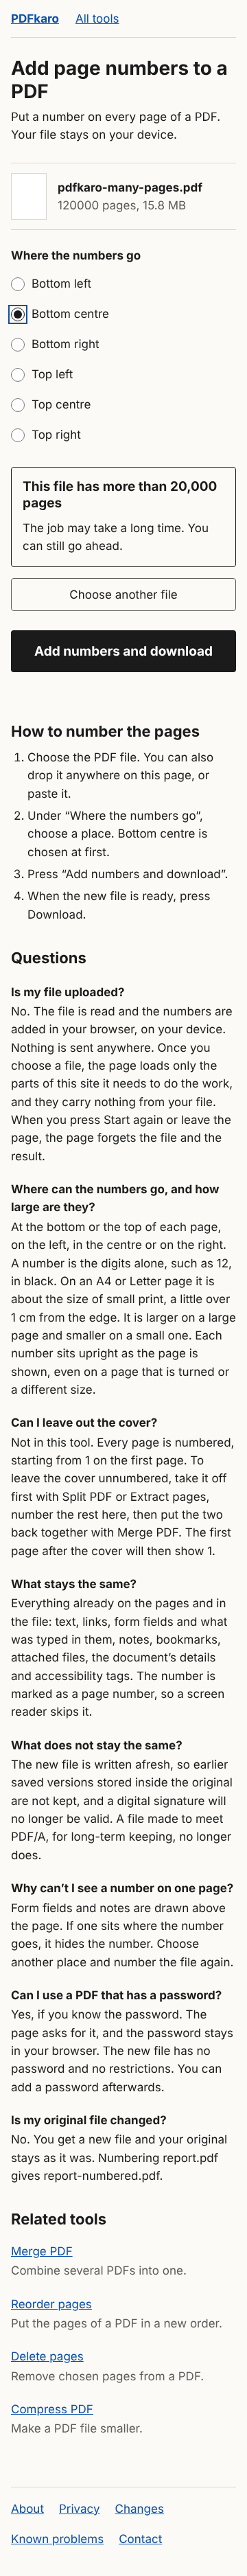 PDFkaro All tools
Add page numbers to a
PDF
Put a number on every page of a PDF.
Your file stays on your device.
pdfkaro-many-pages.pdf
120000 pages, 15.8 MB
Where the numbers go
Bottom left
Bottom centre
Bottom right
Top left
Top centre
Top right
This file has more than 20,000
pages
The job may take a long time. You
can still go ahead.
Choose another file
Add numbers and download
How to number the pages
1. Choose the PDF file. You can also
drop it anywhere on this page, or
paste it.
2. Under “Where the numbers go”,
choose a place. Bottom centre is
chosen at first.
3. Press “Add numbers and download”.
4. When the new file is ready, press
Download.
Questions
Is my file uploaded?
No. The file is read and the numbers are
added in your browser, on your device.
Nothing is sent anywhere. Once you
choose a file, the page loads only the
parts of this site it needs to do the work,
and they carry nothing from your file.
When you press Start again or leave the
page, the page forgets the file and the
result.
Where can the numbers go, and how
large are they?
At the bottom or the top of each page,
on the left, in the centre or on the right.
A number is the digits alone, such as 12,
in black. On an A4 or Letter page it is
about the size of small print, a little over
1 cm from the edge. It is larger on a large
page and smaller on a small one. Each
number sits upright as the page is
shown, even on a page that is turned or
a different size.
Can I leave out the cover?
Not in this tool. Every page is numbered,
starting from 1 on the first page. To
leave the cover unnumbered, take it off
first with Split PDF or Extract pages,
number the rest here, then put the two
back together with Merge PDF. The first
page after the cover will then show 1.
What stays the same?
Everything already on the pages and in
the file: text, links, form fields and what
was typed in them, notes, bookmarks,
attached files, the document’s details
and accessibility tags. The number is
marked as a page number, so a screen
reader skips it.
What does not stay the same?
The new file is written afresh, so earlier
saved versions stored inside the original
are not kept, and a digital signature will
no longer be valid. A file made to meet
PDF/A, for long-term keeping, no longer
does.
Why can’t I see a number on one page?
Form fields and notes are drawn above
the page. If one sits where the number
goes, it hides the number. Choose
another place and number the file again.
Can I use a PDF that has a password?
Yes, if you know the password. The
page asks for it, and the password stays
in your browser. The new file has no
password and no restrictions. You can
add a password afterwards.
Is my original file changed?
No. You get a new file and your original
stays as it was. Numbering report.pdf
gives report-numbered.pdf.
Related tools
Merge PDF
Combine several PDFs into one.
Reorder pages
Put the pages of a PDF in a new order.
Delete pages
Remove chosen pages from a PDF.
Compress PDF
Make a PDF file smaller.
About Privacy Changes
Known problems Contact